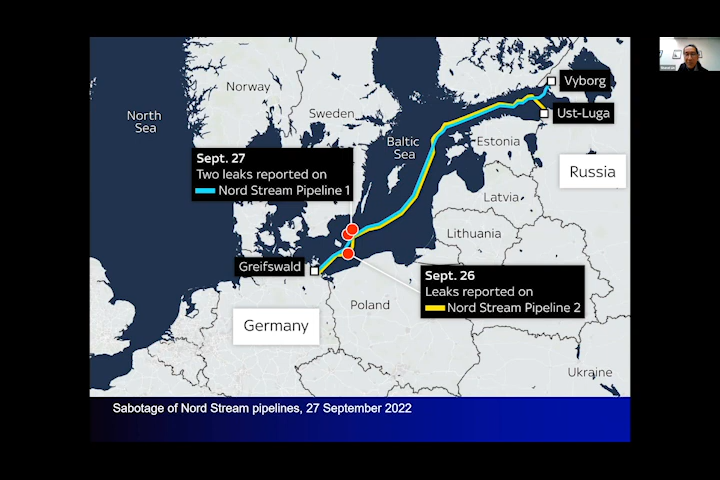 Norway
North
Sea
Sweden
Vyborg
Ust-Luga
Baltic
Sea
Estonia
Sept. 27
Two leaks reported on
Nord Stream Pipeline 1
Russia
Latvia
Lithuania
Greifswald
Sept. 26
Leaks reported on
Nord Stream Pipeline 2
Poland
Germany
Ukraine
Sabotage of Nord Stream pipelines, 27 September 2022